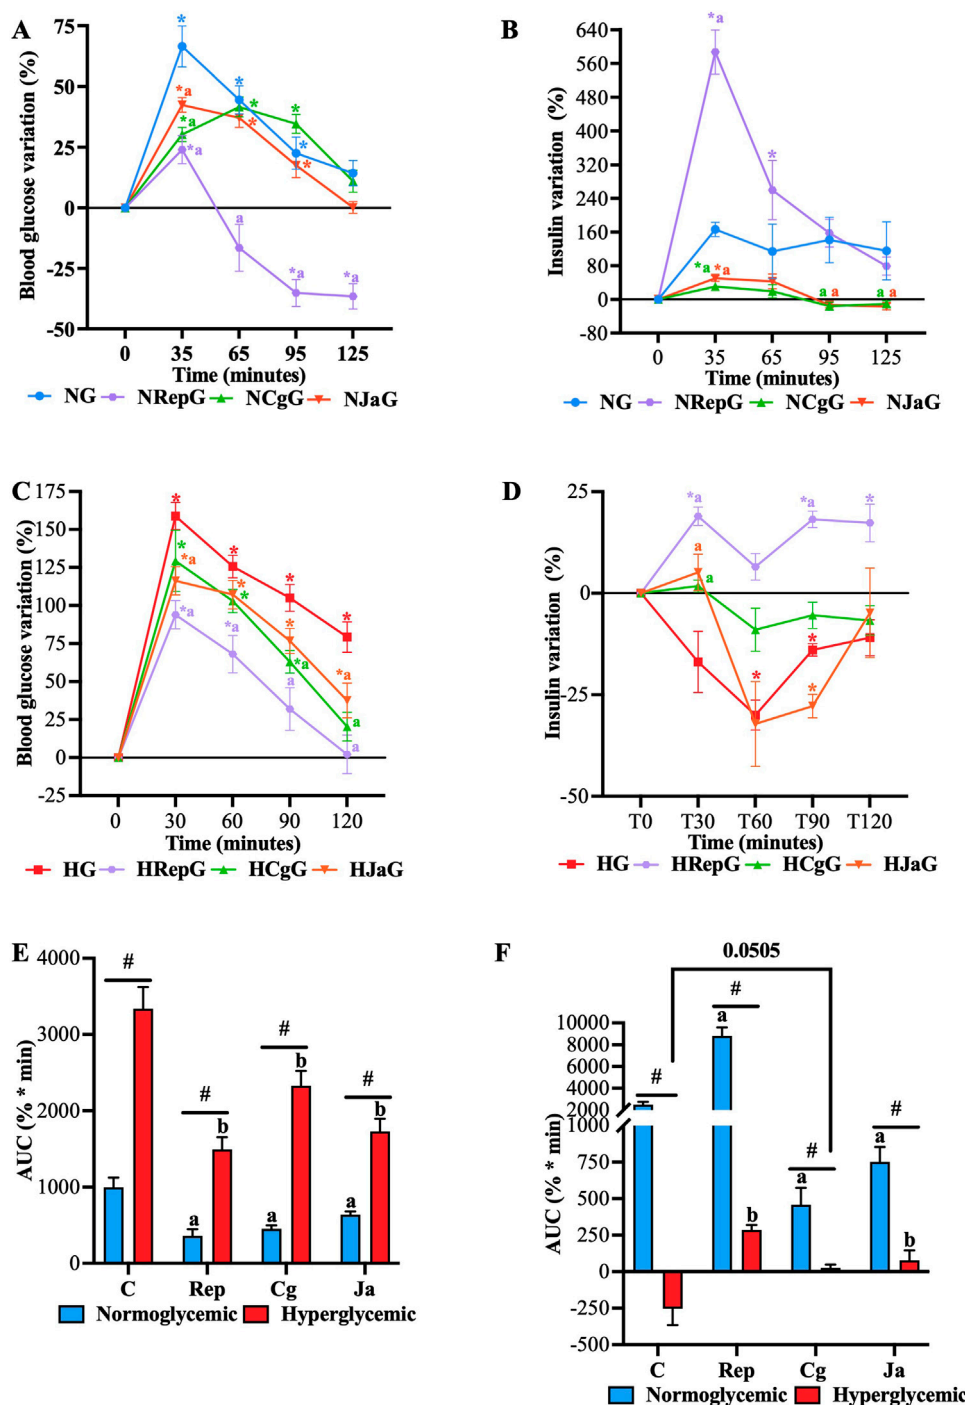 A
Blood glucose variation (%)
75
50
25
0
-25
-50
*
*
*
*a
*
*
*a
*
*
*a
a
*a
*a
0 35 65 95 125
Time (minutes)
NG NRepG NCgG NJaG
B
Insulin variation (%)
640
560
480
400
320
240
160
80
0
-80
*a
*
*a *a
a a
a a
0 35 65 95 125
Time (minutes)
NG NRepG NCgG NJaG
C
Blood glucose variation (%)
175
150
125
100
75
50
25
0
-25
*
*
*
*
*
*a
*
*
*
*a
*a
*a
*a
a
a
a
0 30 60 90 120
Time (minutes)
HG HRepG HCgG HJaG
D
Insulin variation (%)
25
0
-25
-50
*a
*a
*
a
a
*
*
*
T0 T30 T60 T90 T120
Time (minutes)
HG HRepG HCgG HJaG
E
AUC (% * min)
4000
3000
2000
1000
0
#
#
#
#
b
b
b
a
a
a
C Rep Cg Ja
Normoglycemic Hyperglycemic
F
AUC (% * min)
0.0505
10000
8000
6000
4000
2000
1000
750
500
250
0
-250
-500
#
#
#
#
a
a
a
b
b
C Rep Cg Ja
Normoglycemic Hyperglycemic